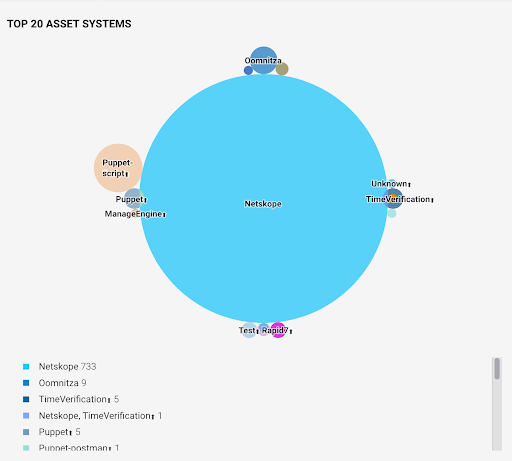 TOP 20 ASSET SYSTEMS
Oomnitza
Puppet-
script⬆
Unknown⬆
Puppet⬆
TimeVerification⬆
Netskope
ManageEngine⬆
Test⬆ Rapid7⬆
Netskope 733
Oomnitza 9
TimeVerification⬆ 5
Netskope, TimeVerification⬆ 1
Puppet⬆ 5
Puppet-postman⬆ 1